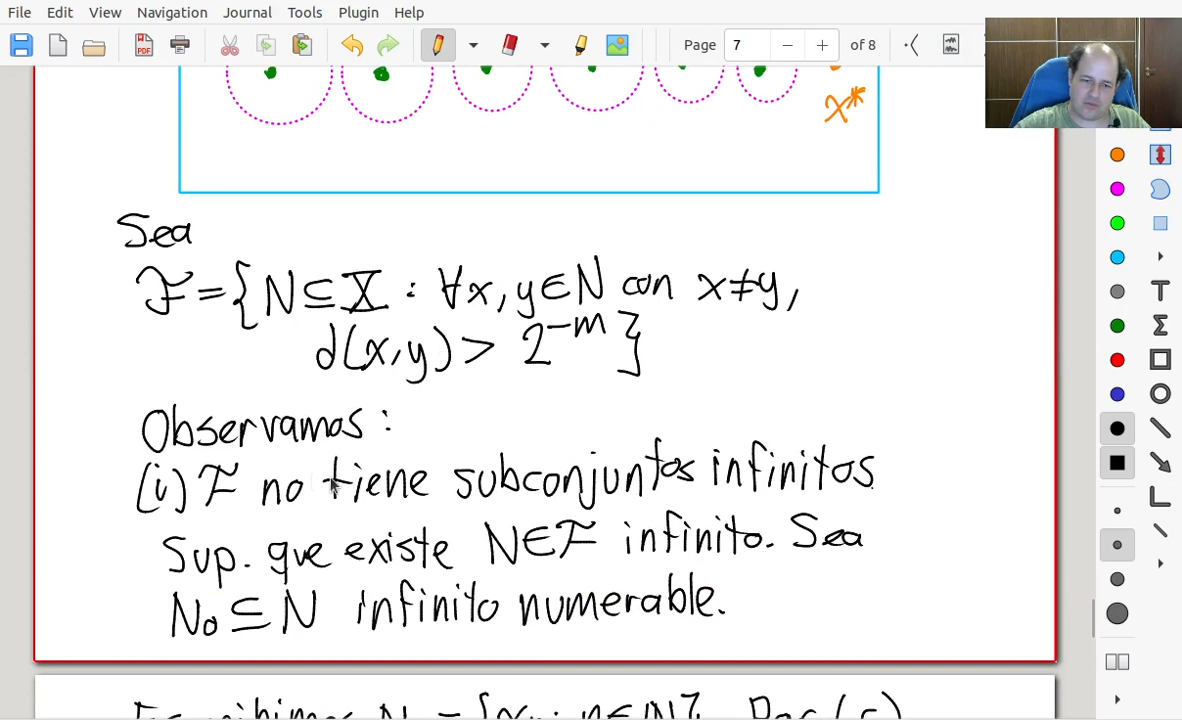 File Edit View Navigation Journal Tools Plugin Help
Page 7 of 8
X*
Sea
ℱ={N⊆X : ∀x, y∈N con x≠y,
d(x,y)> 2^{-m}}
Observamos:
(i) ℱ no tiene subconjuntos infinitos.
Sup. que existe N∈ℱ infinito. Sea
N₀⊆N infinito numerable.